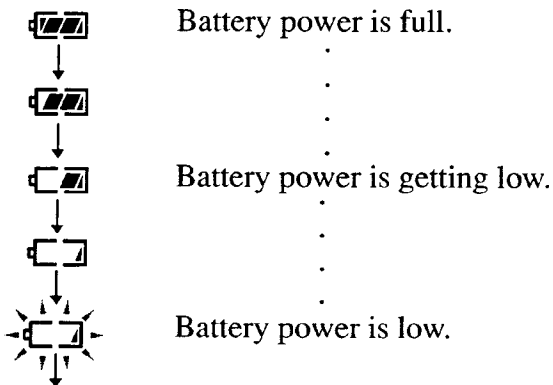 Battery power is full.
Battery power is getting low.
Battery power is low.